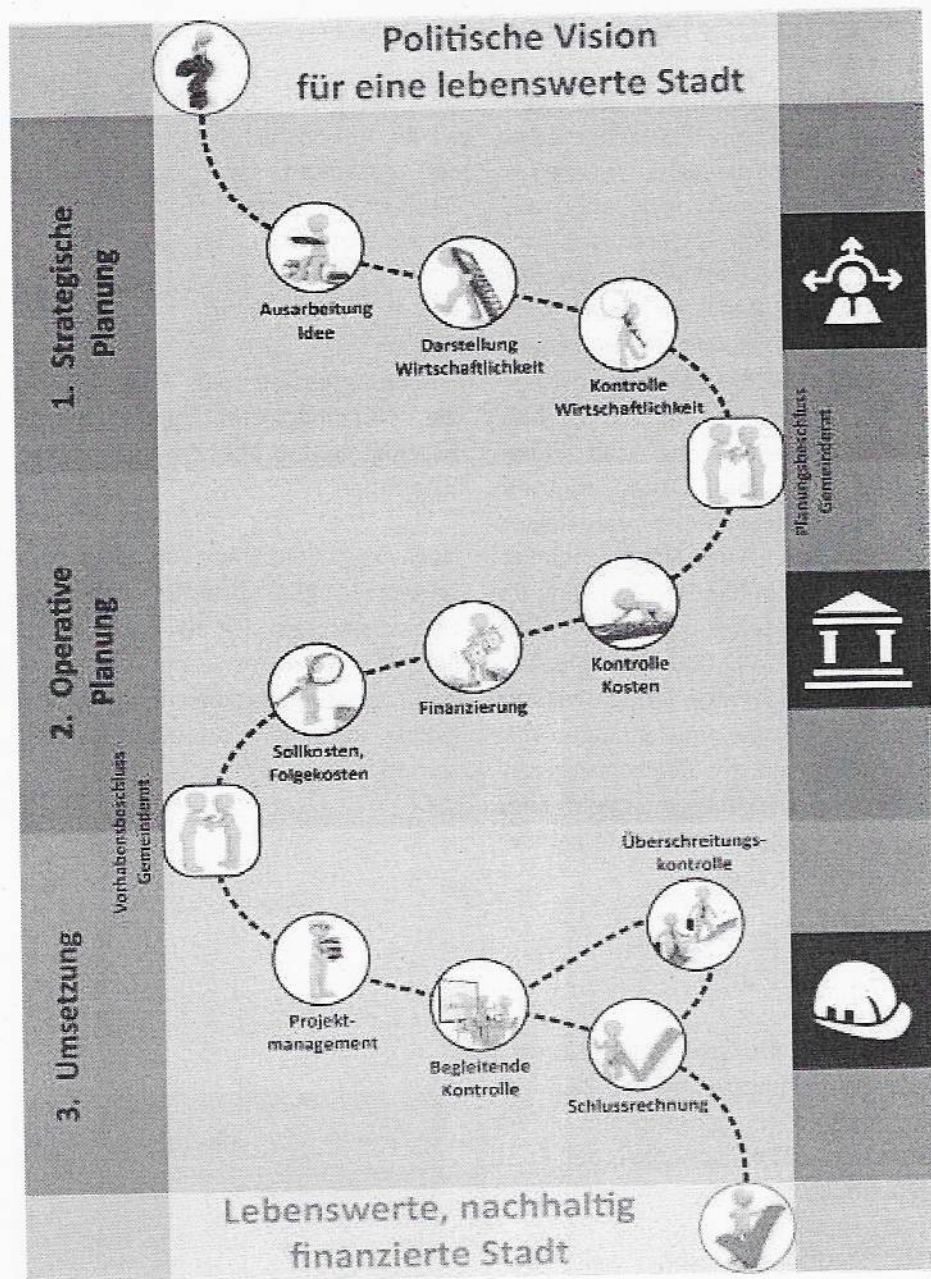 Politische Vision
für eine lebenswerte Stadt
1. Strategische
Planung
Ausarbeitung
Idee
Darstellung
Wirtschaftlichkeit
Kontrolle
Wirtschaftlichkeit
Planungsbeschluss
Gemeinderat
2. Operative
Planung
Kontrolle
Kosten
Finanzierung
Sollkosten,
Folgekosten
Vorhabensbeschluss
Gemeinderat
3. Umsetzung
Überschreitungs-
kontrolle
Projekt-
management
Begleitende
Kontrolle
Schlussrechnung
Lebenswerte, nachhaltig
finanzierte Stadt